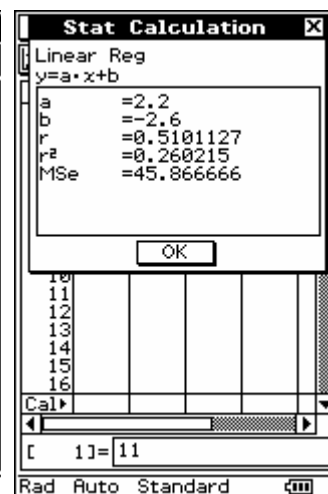 Stat Calculation X
Linear Reg
y=a·x+b
a =2.2
b =-2.6
r =0.5101127
r² =0.260215
MSe =45.866666
OK
10
11
12
13
14
15
16
Cal▶
[ 1]= 11
Rad Auto Standard